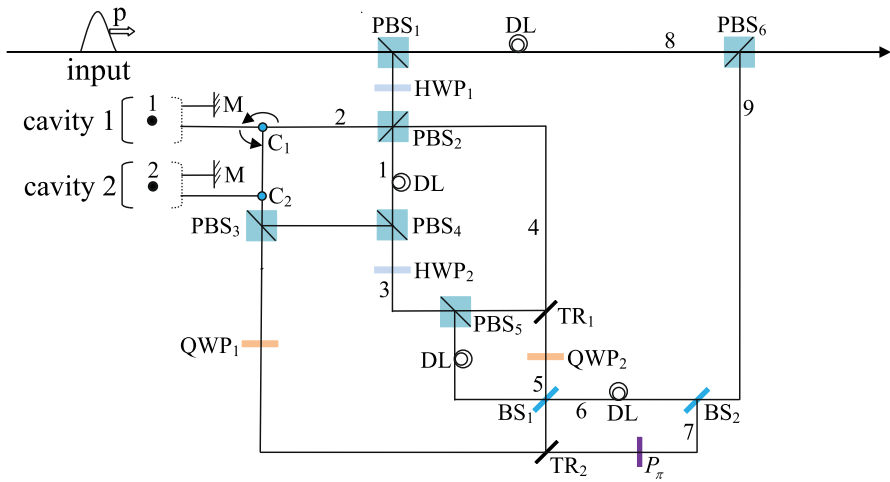 p
PBS1
DL
8
PBS6
input
HWP1
9
cavity 1
1
M
2
C1
PBS2
cavity 2
2
M
1
DL
C2
PBS3
PBS4
4
HWP2
3
PBS5
TR1
QWP1
DL
QWP2
5
BS1
6
DL
BS2
7
TR2
Pπ